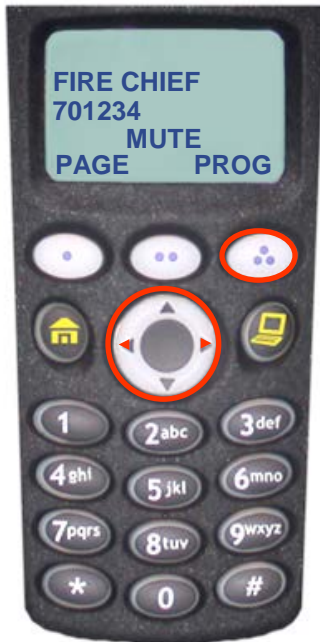 FIRE CHIEF
701234
MUTE
PAGE PROG
1 2abc 3def
4ghi 5jkl 6mno
7pqrs 8tuv 9wxyz
* 0 #